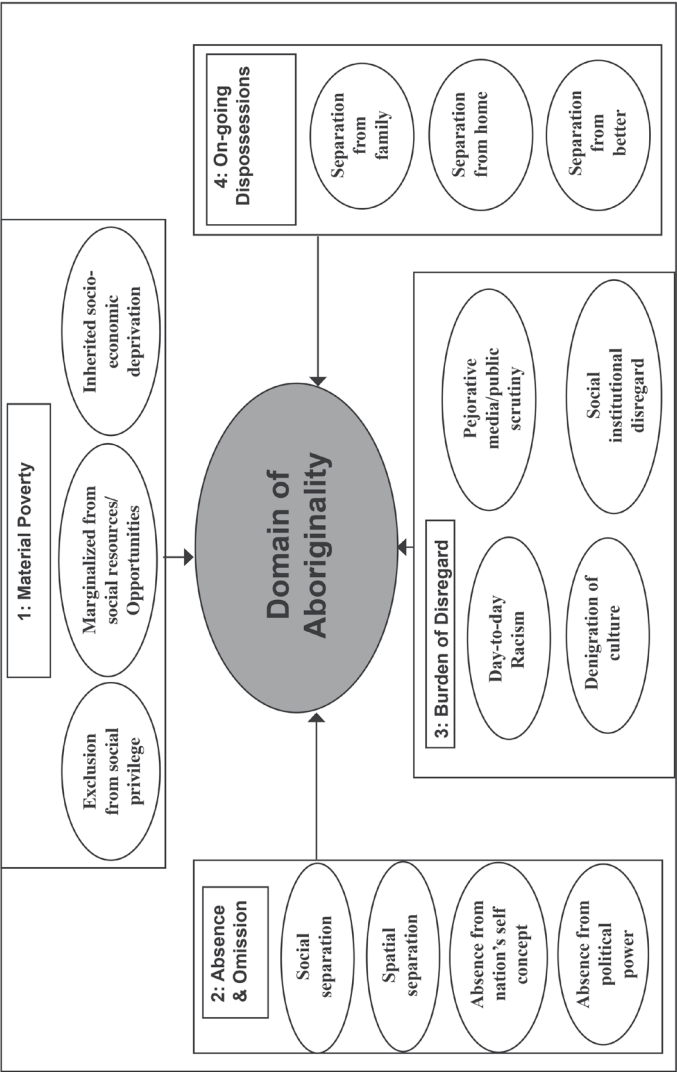 1: Material Poverty
Exclusion
from social
privilege
Marginalized from
social resources/
Opportunities
Inherited socio-
economic
deprivation
2: Absence
& Omission
Social
separation
Spatial
separation
Absence from
nation's self
concept
Absence from
political
power
Domain of
Aboriginality
3: Burden of Disregard
Day-to-day
Racism
Pejorative
media/public
scrutiny
Denigration of
culture
Social
institutional
disregard
4: On-going
Dispossessions
Separation
from
family
Separation
from home
Separation
from
better